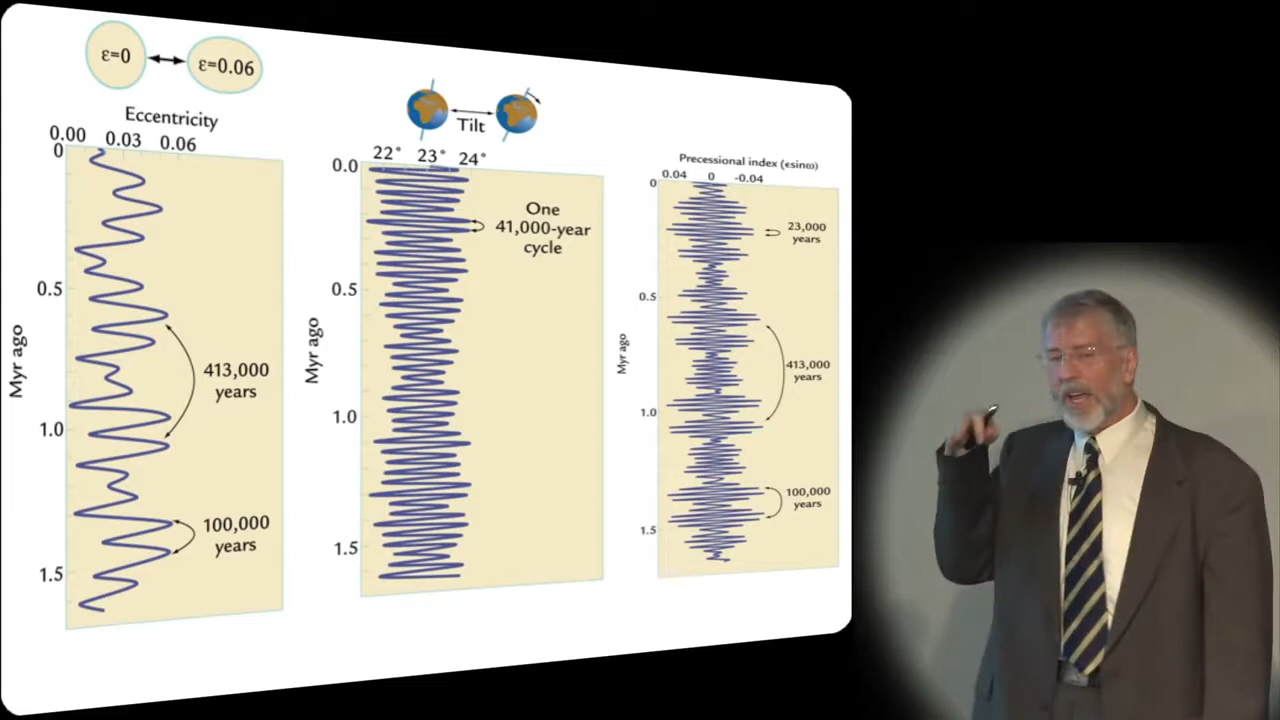 ε=0
ε=0.06
Eccentricity
0.00 0.03 0.06
0
0.5
1.0
1.5
Myr ago
413,000
years
100,000
years
Tilt
22° 23° 24°
0.0
0.5
1.0
1.5
Myr ago
One
41,000-year
cycle
Precessional index (ϵsinω)
0.04 0 -0.04
0
0.5
1.0
1.5
Myr ago
23,000
years
413,000
years
100,000
years